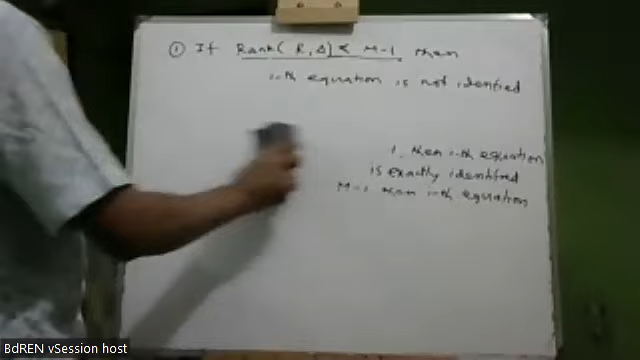 ① If Rank( RᵢΔ) < M-1 then
i-th equation is not identified
1, then i-th equation
is exactly identified
M-1 then i-th equation
BdREN vSession host